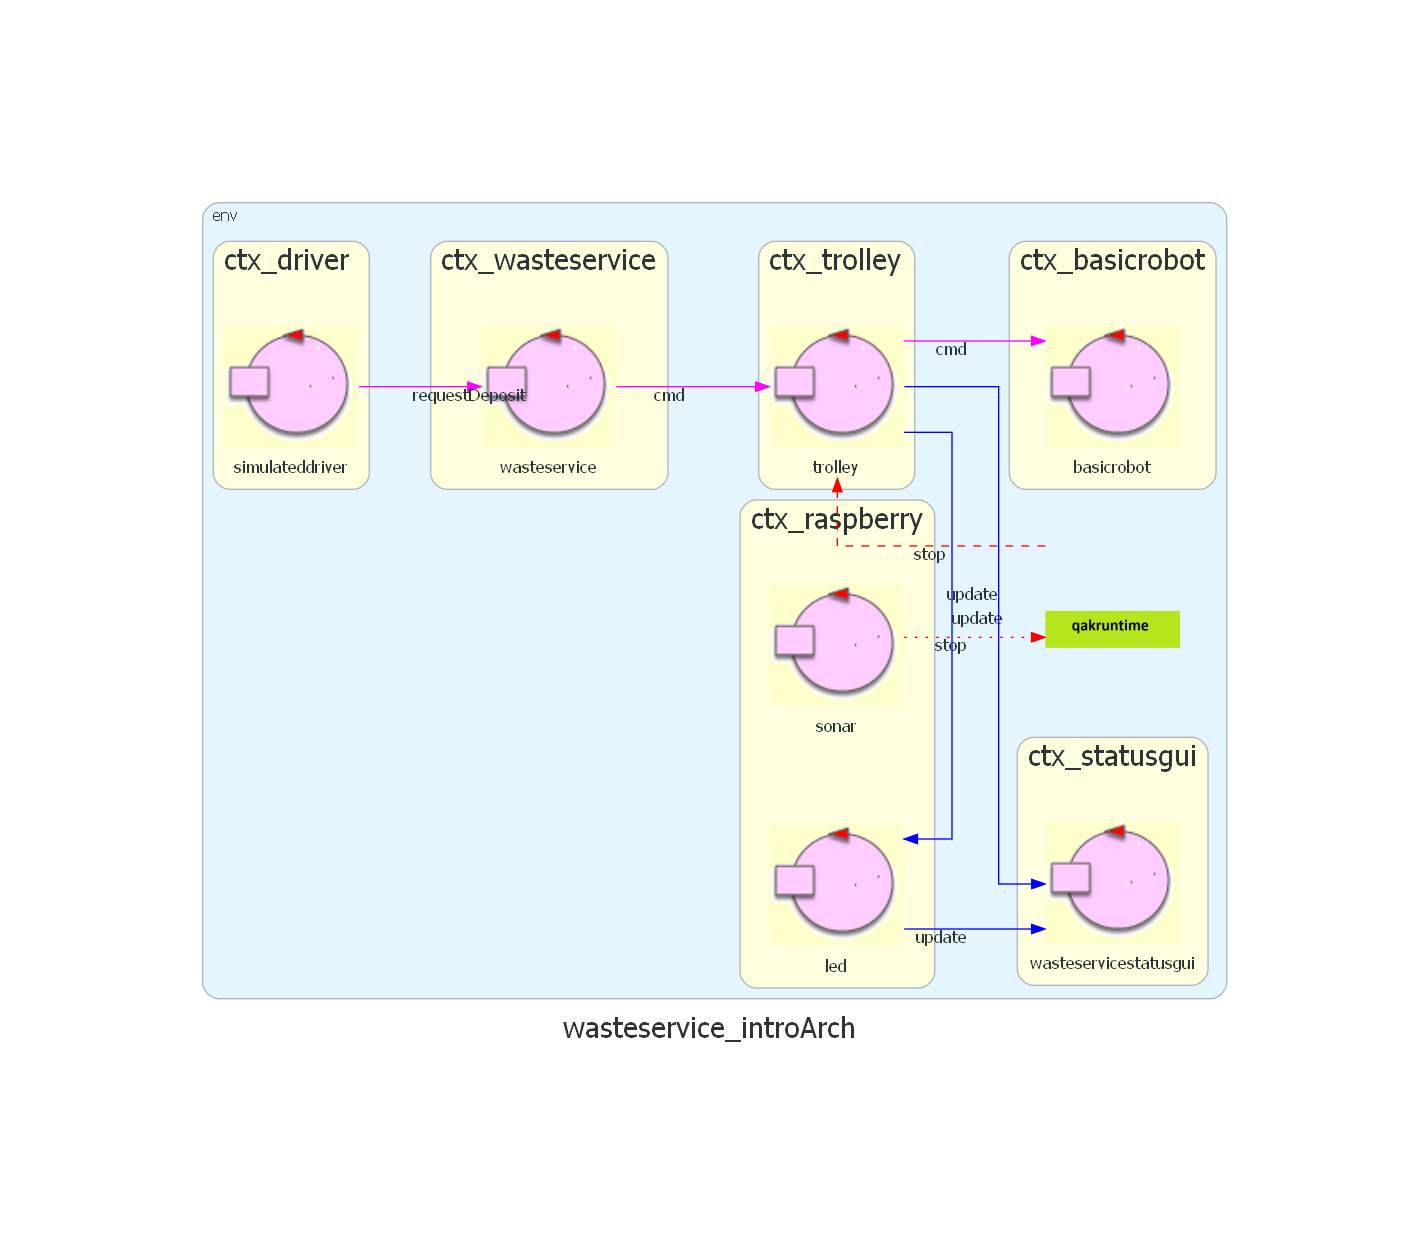 env
ctx_driver
ctx_wasteservice
ctx_trolley
ctx_basicrobot
cmd
requestDeposit
cmd
simulateddriver
wasteservice
trolley
basicrobot
ctx_raspberry
stop
update
update
qakruntime
stop
sonar
ctx_statusgui
update
led
wasteservicestatusgui
wasteservice_introArch